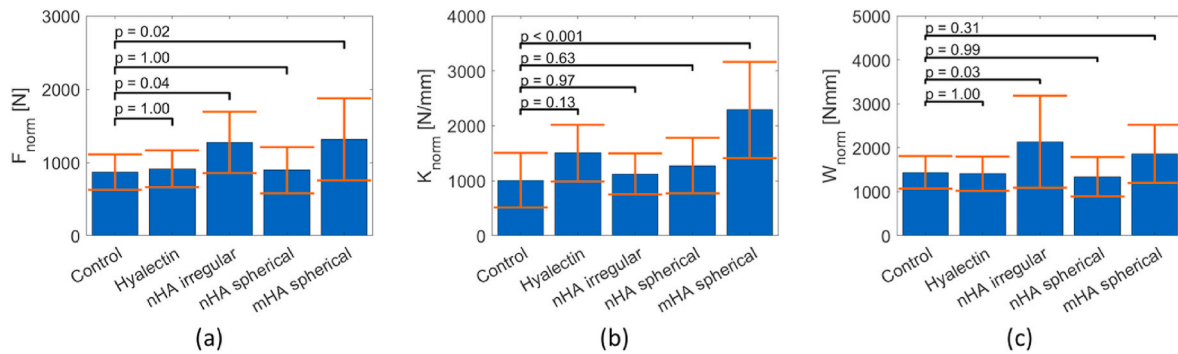 3000
2000
1000
0
F_norm [N]
p = 0.02
p = 1.00
p = 0.04
p = 1.00
Control
Hyalectin
nHA irregular
nHA spherical
mHA spherical
(a)
4000
3000
2000
1000
0
K_norm [N/mm]
p < 0.001
p = 0.63
p = 0.97
p = 0.13
Control
Hyalectin
nHA irregular
nHA spherical
mHA spherical
(b)
5000
4000
3000
2000
1000
0
W_norm [Nmm]
p = 0.31
p = 0.99
p = 0.03
p = 1.00
Control
Hyalectin
nHA irregular
nHA spherical
mHA spherical
(c)